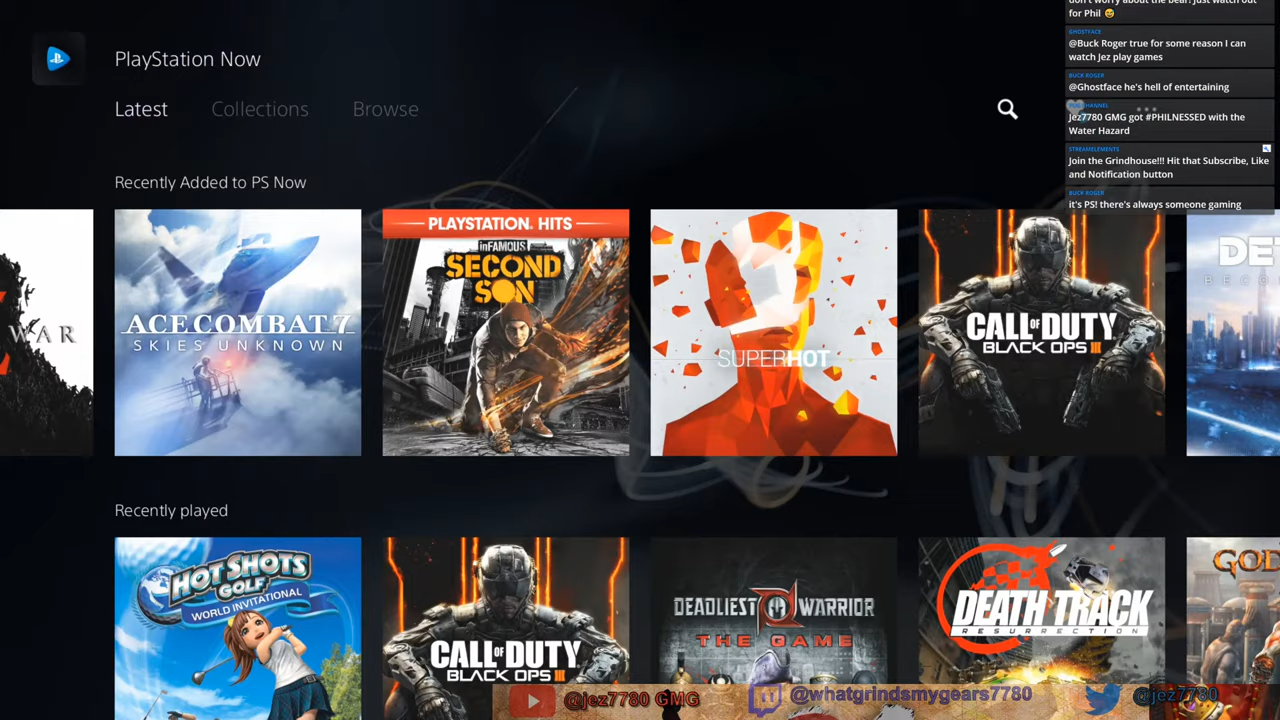 PlayStation Now
Latest Collections Browse
Recently Added to PS Now
WAR
ACE COMBAT 7
SKIES UNKNOWN
PLAYSTATION HITS
inFAMOUS
SECOND
SON
SUPERHOT
CALL OF DUTY
BLACK OPS III
DET
BECO
Recently played
HOT SHOTS
GOLF
WORLD INVITATIONAL
CALL OF DUTY
BLACK OPS III
DEADLIEST WARRIOR
THE GAME
DEATH TRACK
RESURRECTION
GOD
don't worry about the bear! just watch out
for Phil 😅
GHOSTFACE
@Buck Roger true for some reason I can
watch Jez play games
BUCK ROGER
@Ghostface he's hell of entertaining
Jez7780 GMG got #PHILNESSED with the
Water Hazard
STREAMELEMENTS
Join the Grindhouse!!! Hit that Subscribe, Like
and Notification button
BUCK ROGER
it's PS! there's always someone gaming
@jez7780 GMG @whatgrindsmygears7780 @jez7780